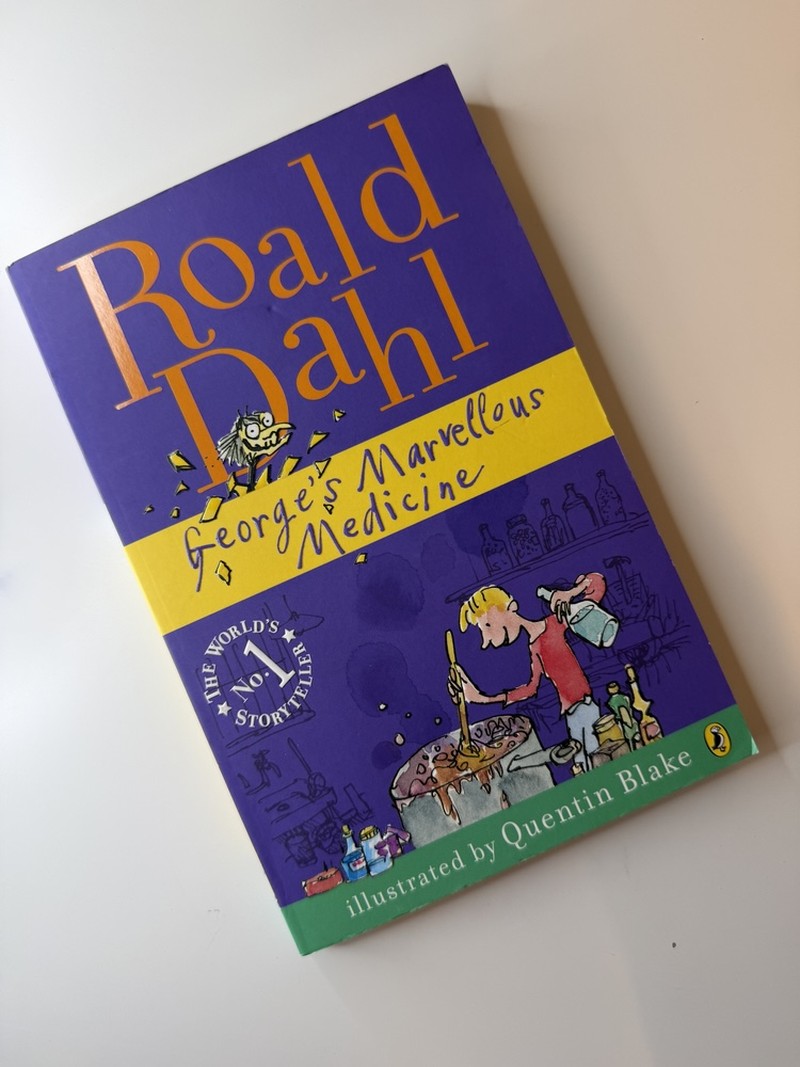 Roald
Dahl
George's Marvellous
Medicine
THE WORLD'S
No. 1
STORYTELLER
illustrated by Quentin Blake